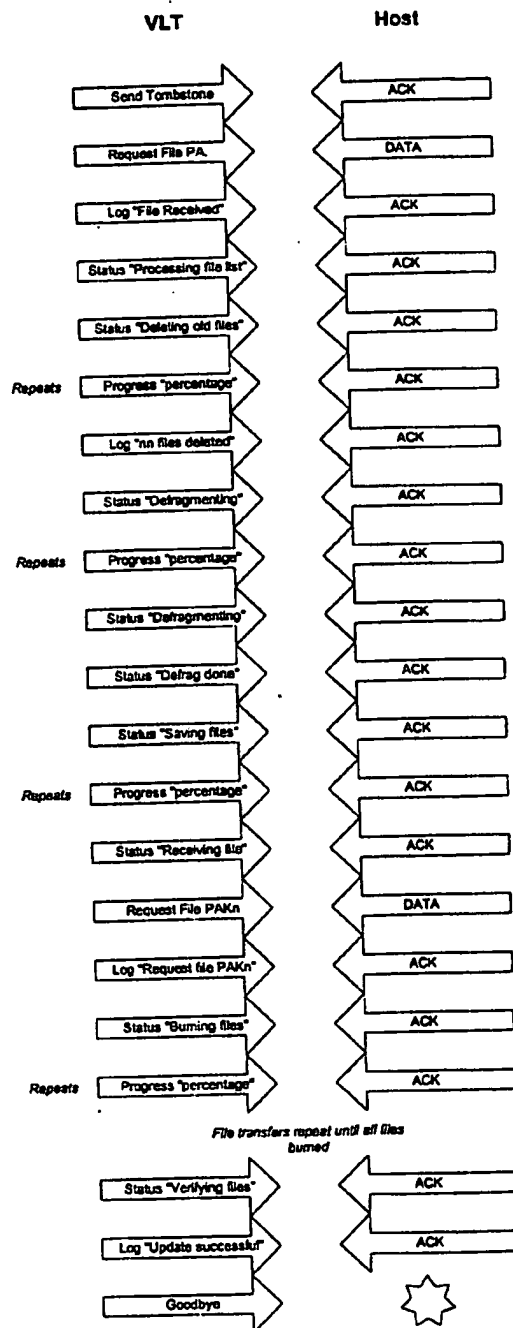 VLT Host
Send Tombstone ACK
Request File PA. DATA
Log "File Received" ACK
Status "Processing file list" ACK
Status "Deleting old files" ACK
Repeats Progress "percentage" ACK
Log "nn files deleted" ACK
Status "Defragmenting" ACK
Repeats Progress "percentage" ACK
Status "Defragmenting" ACK
Status "Defrag done" ACK
Status "Saving files" ACK
Repeats Progress "percentage" ACK
Status "Receiving file" ACK
Request File PAKn DATA
Log "Request file PAKn" ACK
Status "Burning files" ACK
Repeats Progress "percentage" ACK
File transfers repeat until all files
burned
Status "Verifying files" ACK
Log "Update successful" ACK
Goodbye